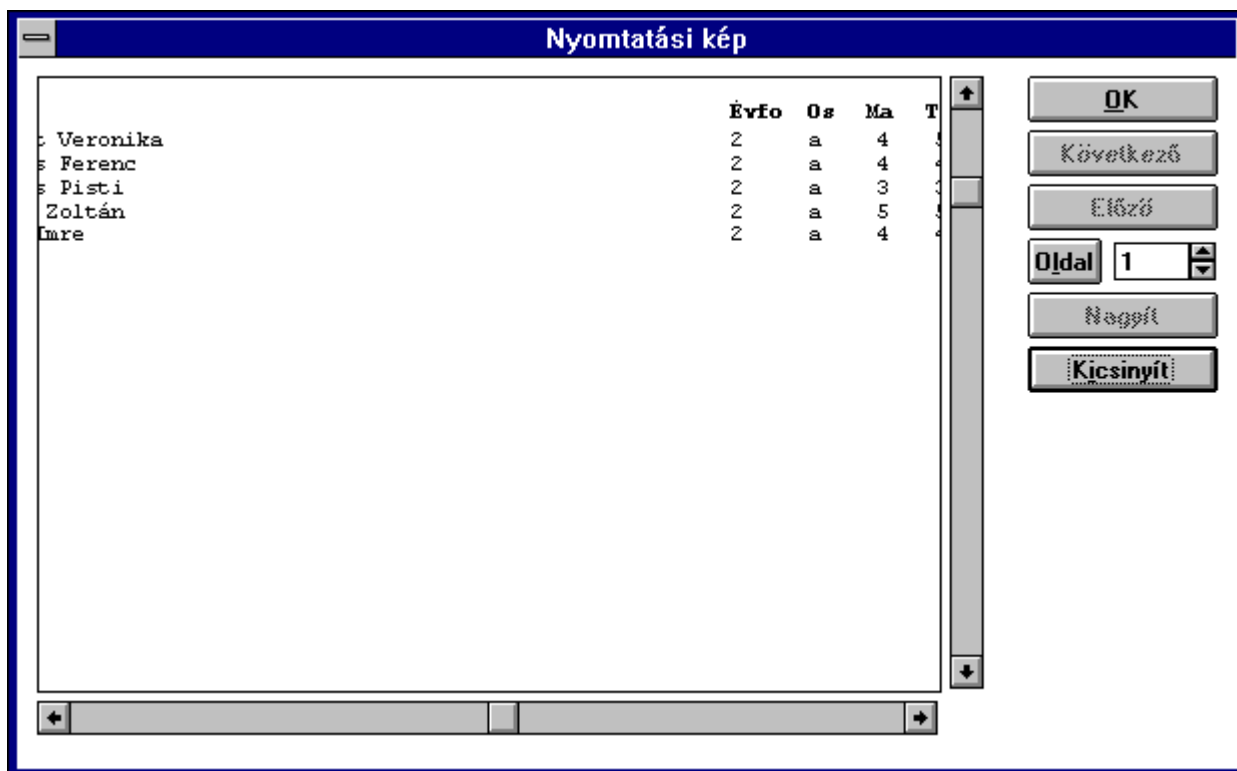 Nyomtatási kép
Évfo Os Ma T
Veronika 2 a 4
Ferenc 2 a 4
Pisti 2 a 3
Zoltán 2 a 5
Imre 2 a 4
OK
Következő
Előző
Oldal 1
Nagyít
Kicsinyít